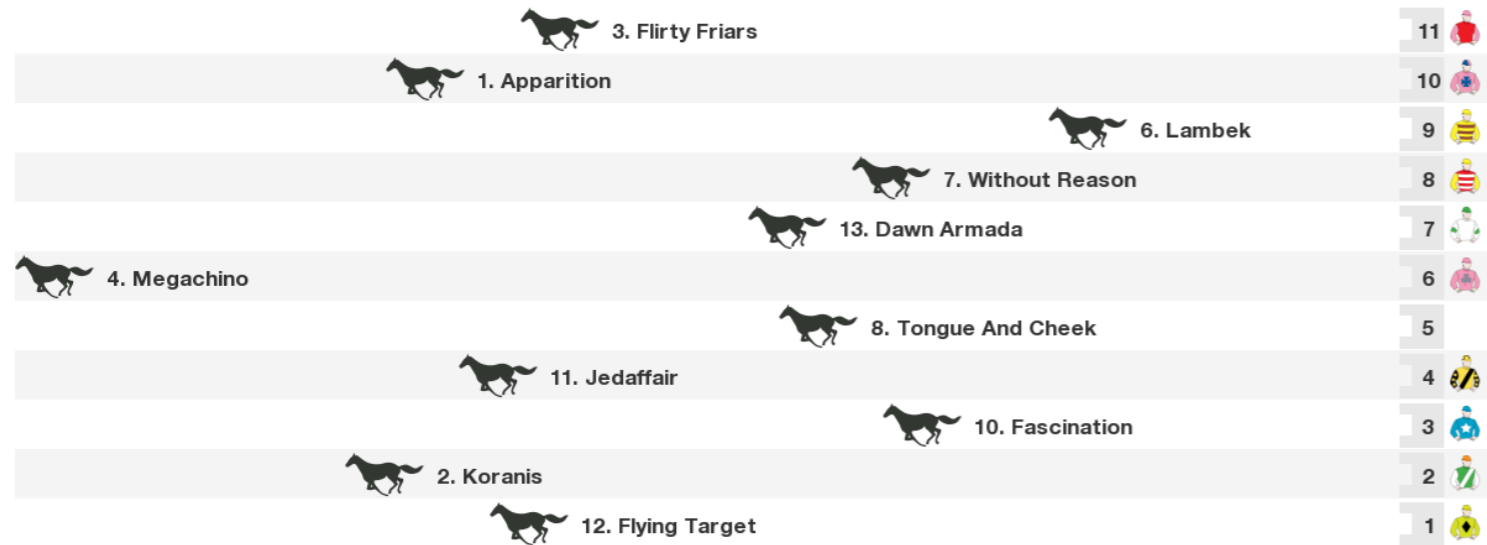 3. Flirty Friars 11
1. Apparition 10
6. Lambek 9
7. Without Reason 8
13. Dawn Armada 7
4. Megachino 6
8. Tongue And Cheek 5
11. Jedaffair 4
10. Fascination 3
2. Koranis 2
12. Flying Target 1